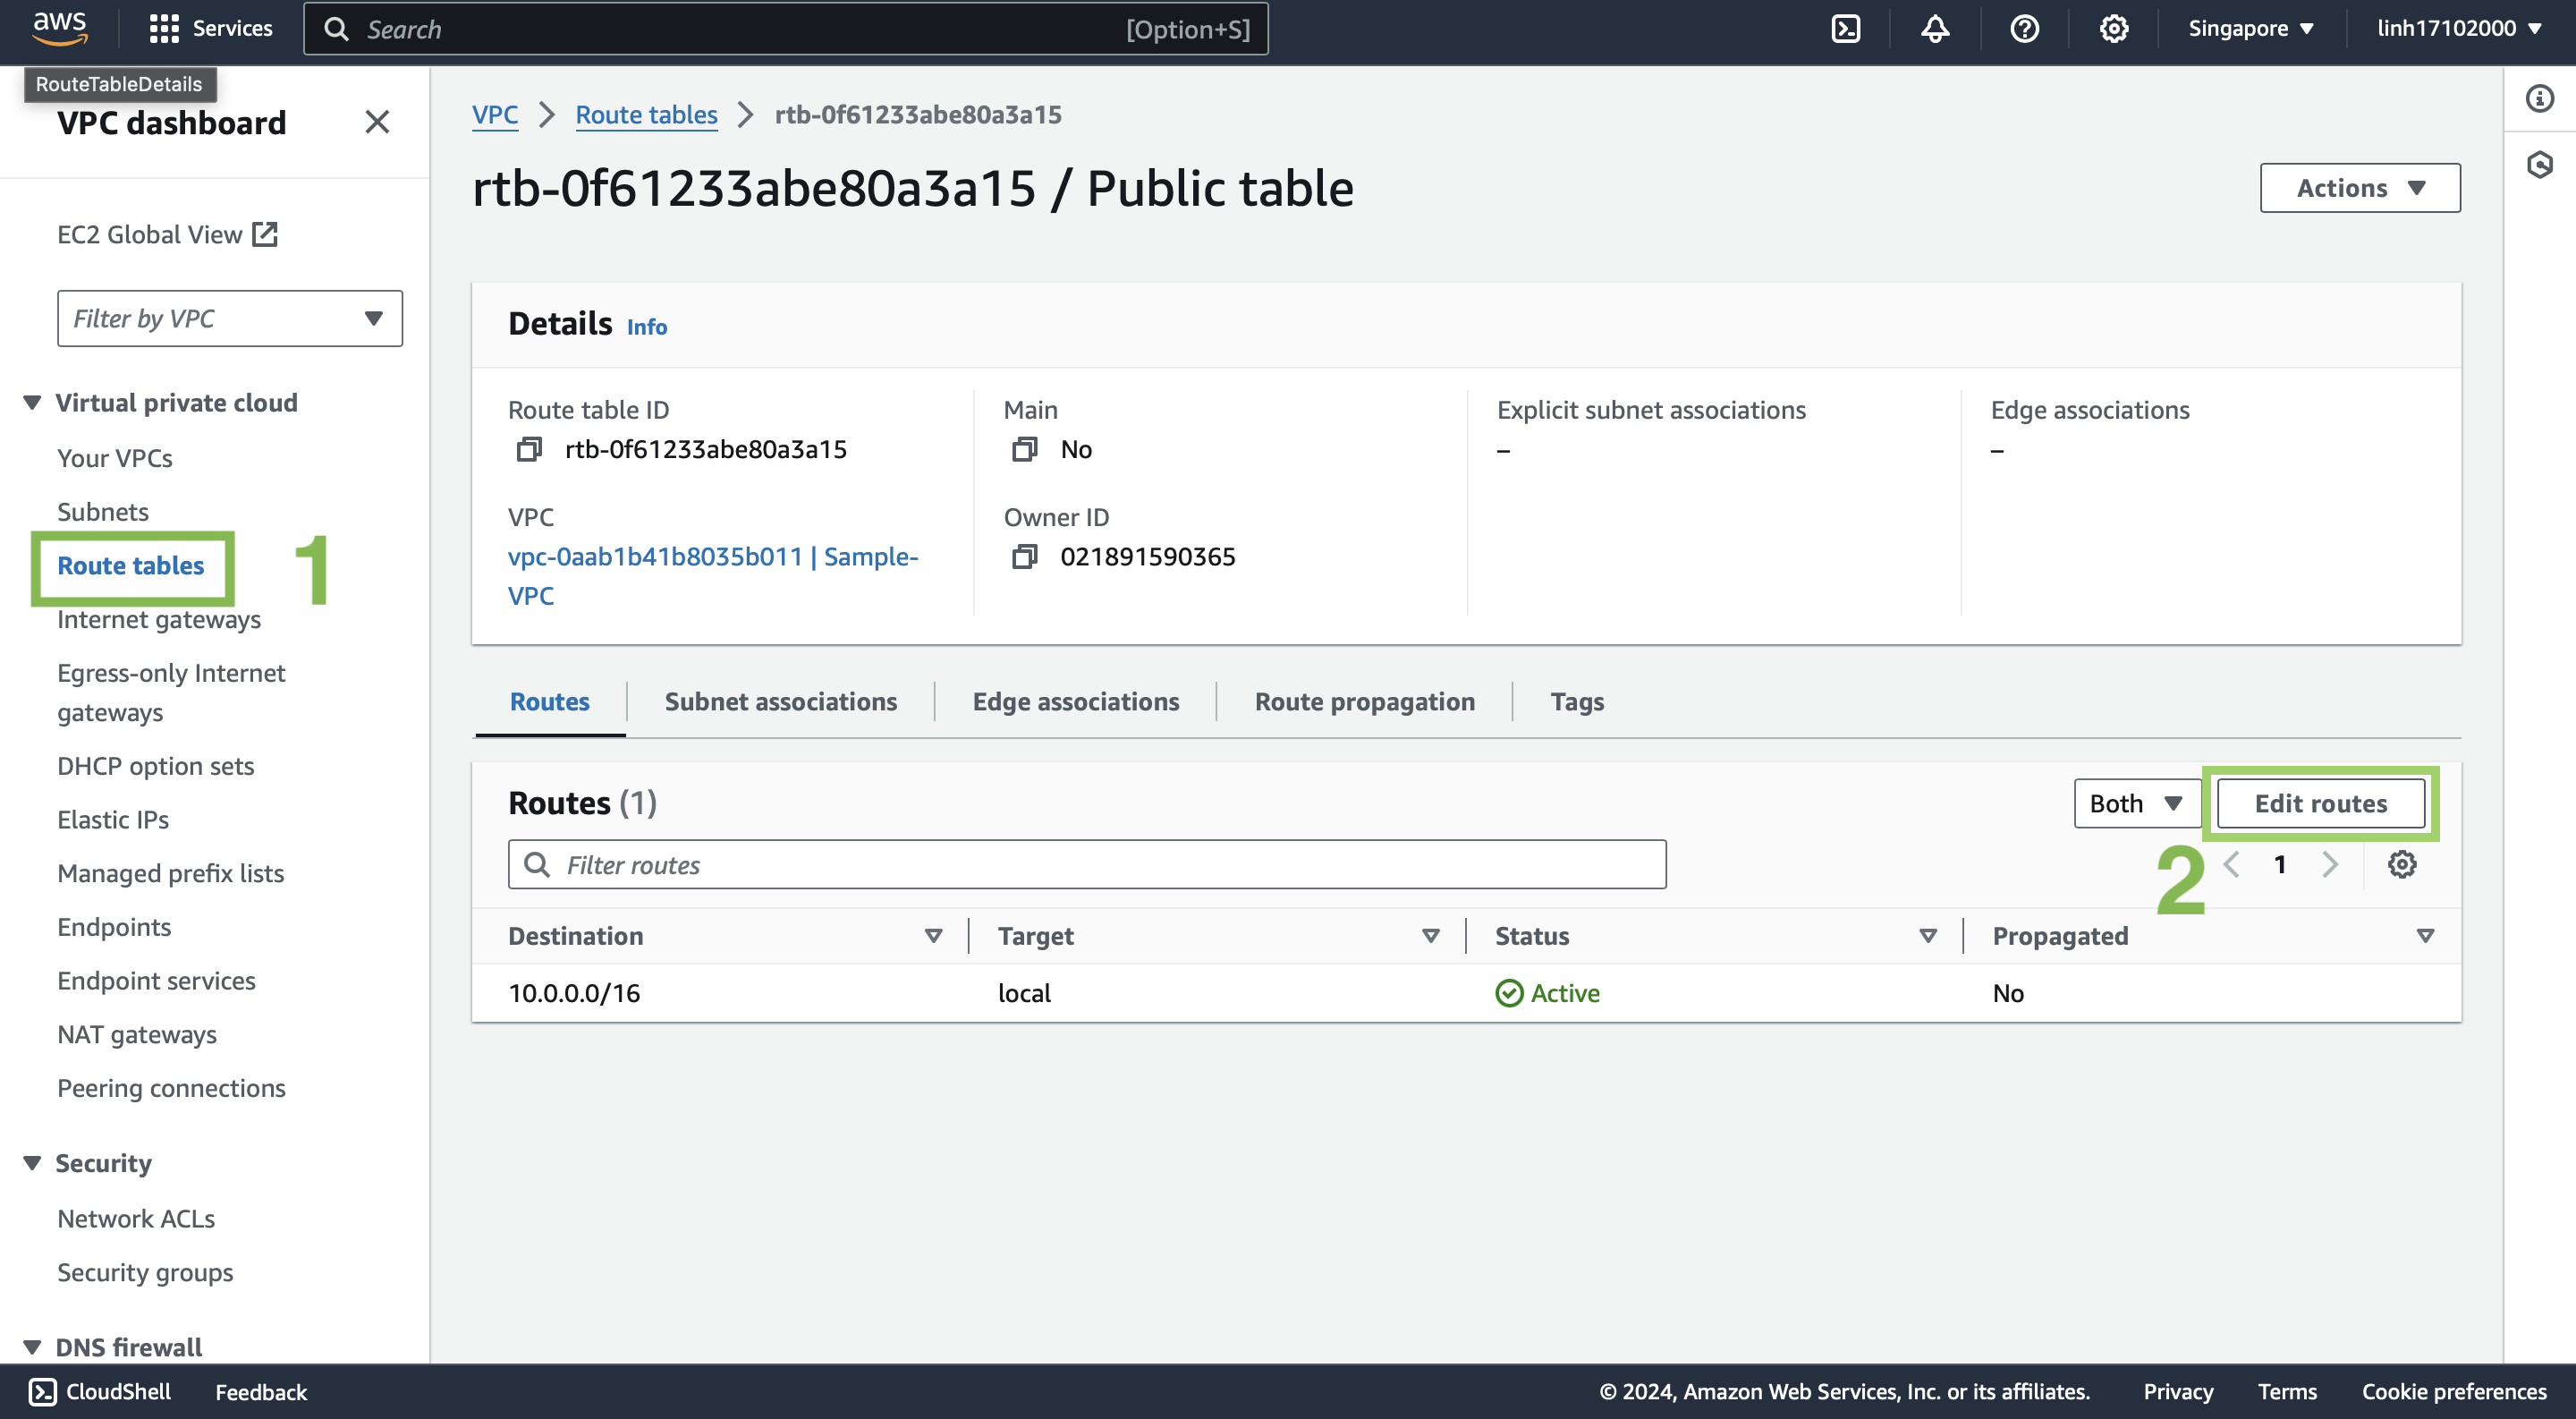 aws
Services
Search
[Option+S]
Singapore
linh17102000
RouteTableDetails
VPC dashboard
EC2 Global View
Filter by VPC
Virtual private cloud
Your VPCs
Subnets
Route tables
1
Internet gateways
Egress-only Internet
gateways
DHCP option sets
Elastic IPs
Managed prefix lists
Endpoints
Endpoint services
NAT gateways
Peering connections
Security
Network ACLs
Security groups
DNS firewall
VPC
Route tables
rtb-0f61233abe80a3a15
rtb-0f61233abe80a3a15 / Public table
Actions
Details Info
Route table ID
rtb-0f61233abe80a3a15
Main
No
Explicit subnet associations
–
Edge associations
–
VPC
vpc-0aab1b41b8035b011 | Sample-
VPC
Owner ID
021891590365
Routes
Subnet associations
Edge associations
Route propagation
Tags
Routes (1)
Both
Edit routes
Filter routes
2
1
Destination
Target
Status
Propagated
10.0.0.0/16
local
Active
No
CloudShell
Feedback
© 2024, Amazon Web Services, Inc. or its affiliates.
Privacy
Terms
Cookie preferences